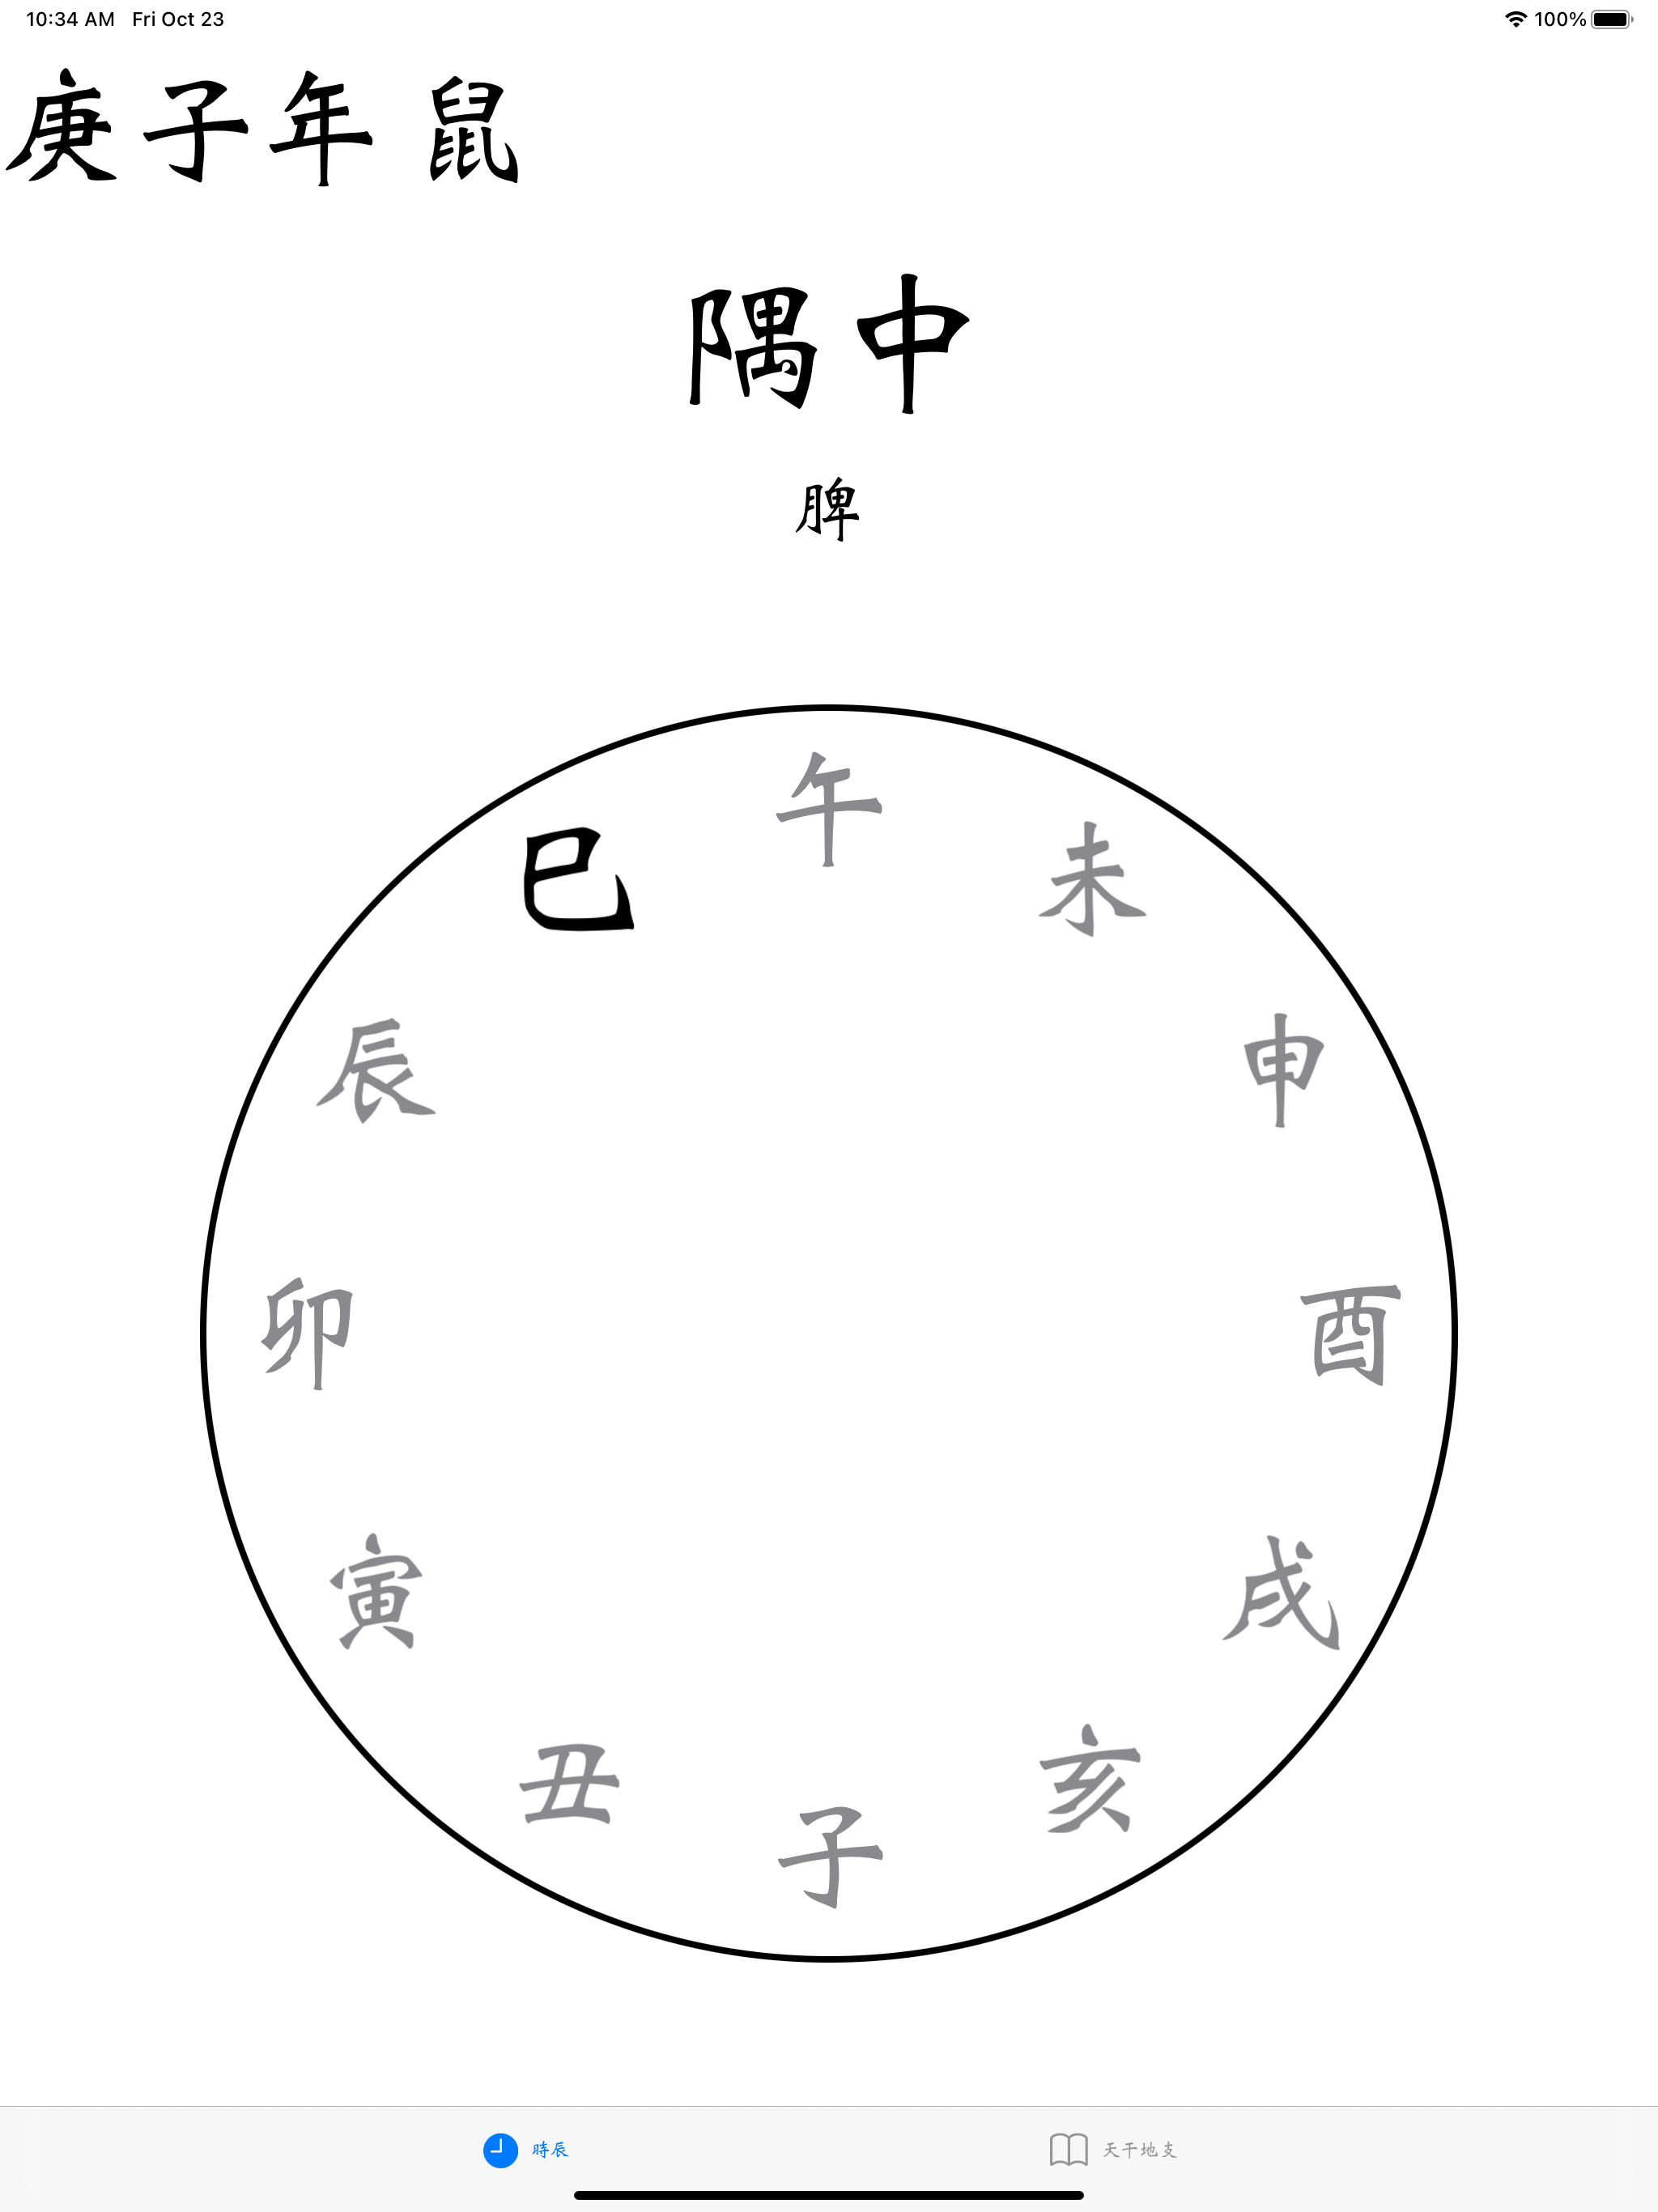 10:34 AM Fri Oct 23 100%
庚子年 鼠
隅中
脾
午
巳
未
辰
申
卯
酉
寅
戌
丑
亥
子
時辰 天干地支